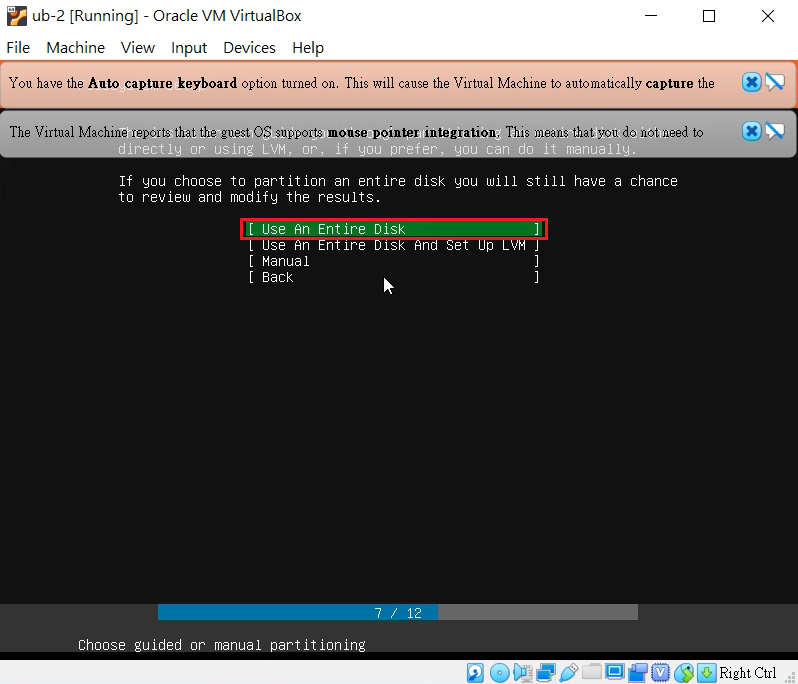 ub-2 [Running] - Oracle VM VirtualBox
File Machine View Input Devices Help
You have the Auto capture keyboard option turned on. This will cause the Virtual Machine to automatically capture the
The Virtual Machine reports that the guest OS supports mouse pointer integration. This means that you do not need to
directly or using LVM, or, if you prefer, you can do it manually.
If you choose to partition an entire disk you will still have a chance
to review and modify the results.
[ Use An Entire Disk ]
[ Use An Entire Disk And Set Up LVM ]
[ Manual ]
[ Back ]
7 / 12
Choose guided or manual partitioning
Right Ctrl